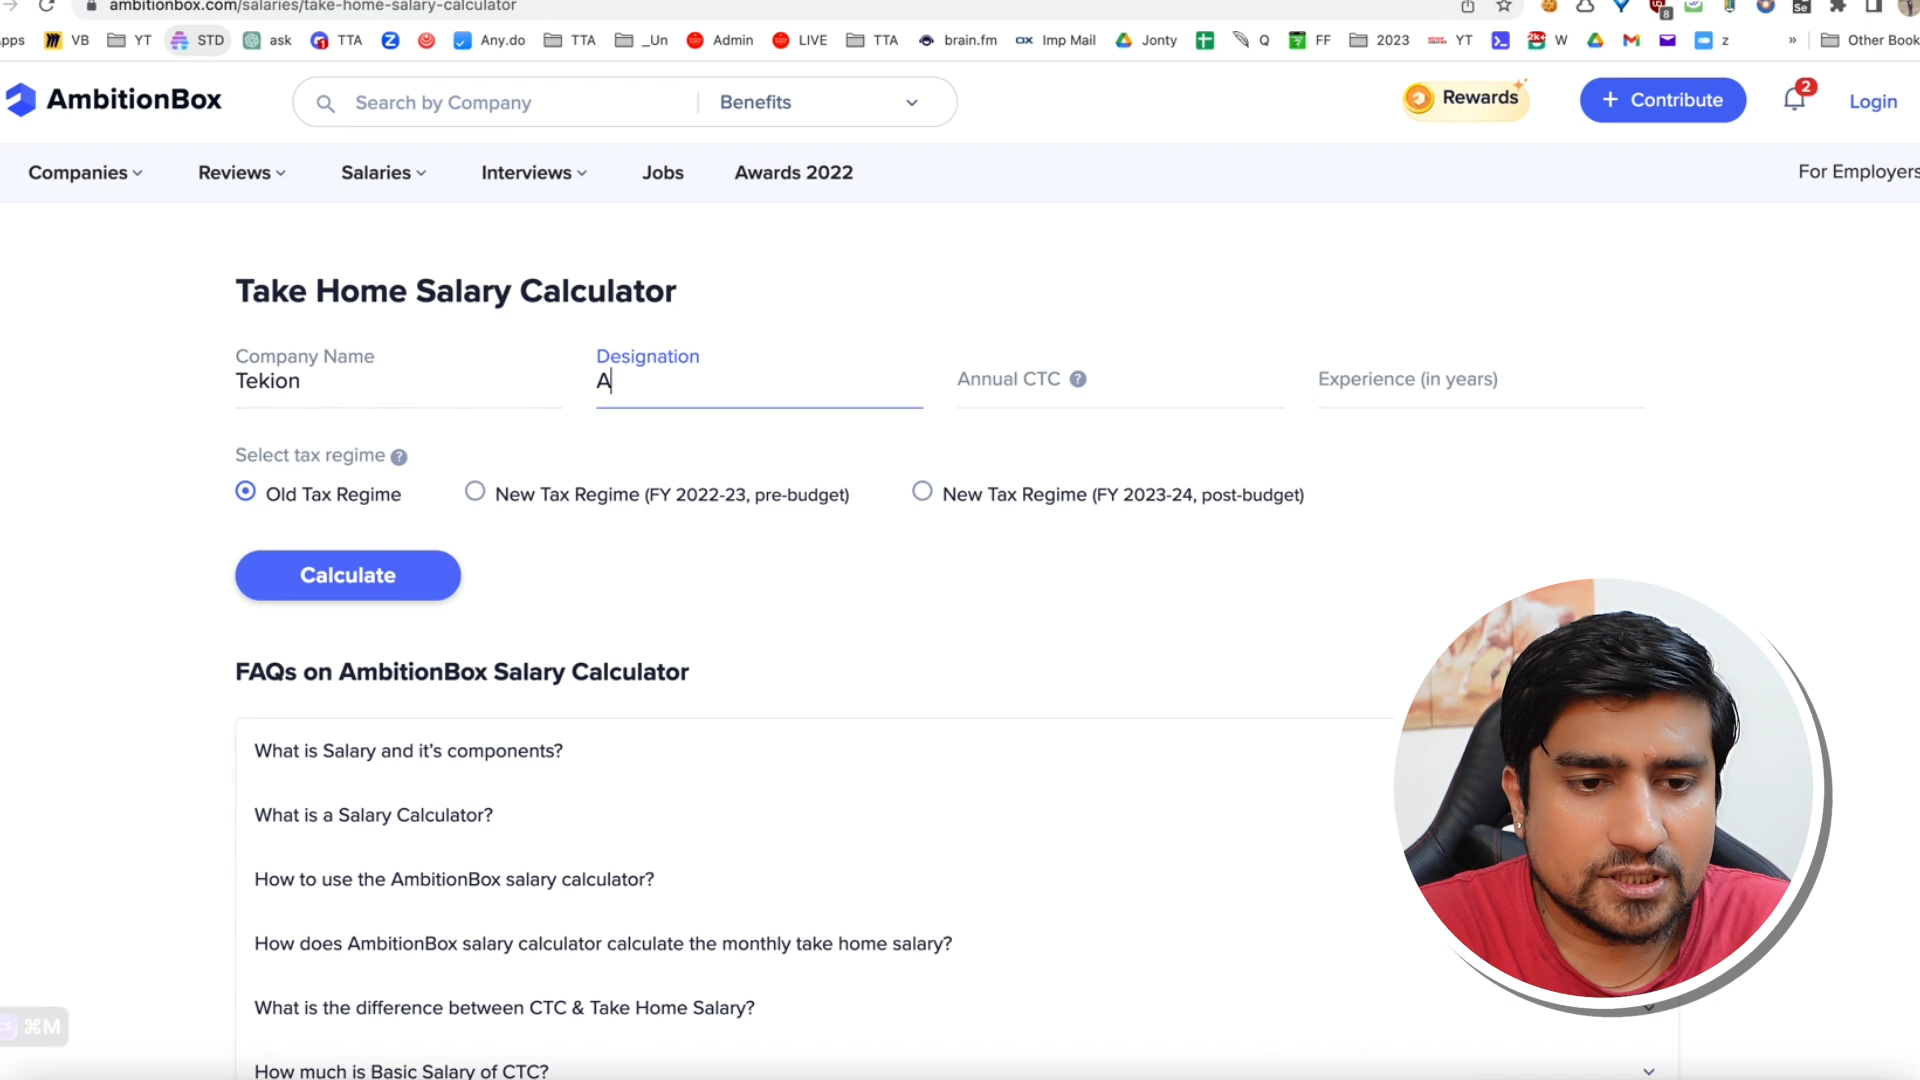 ambitionbox.com/salaries/take-home-salary-calculator
8
pps VB YT STD ask TTA Any.do TTA _Un Admin LIVE TTA brain.fm Imp Mail Jonty Q FF 2023 YT W z » Other Book
AmbitionBox
Search by Company
Benefits
Rewards
+ Contribute
2
Login
Companies
Reviews
Salaries
Interviews
Jobs
Awards 2022
For Employers
Take Home Salary Calculator
Company Name
Tekion
Designation
A
Annual CTC ?
Experience (in years)
Select tax regime ?
Old Tax Regime
New Tax Regime (FY 2022-23, pre-budget)
New Tax Regime (FY 2023-24, post-budget)
Calculate
FAQs on AmbitionBox Salary Calculator
What is Salary and it's components?
What is a Salary Calculator?
How to use the AmbitionBox salary calculator?
How does AmbitionBox salary calculator calculate the monthly take home salary?
What is the difference between CTC & Take Home Salary?
⌘M
How much is Basic Salary of CTC?